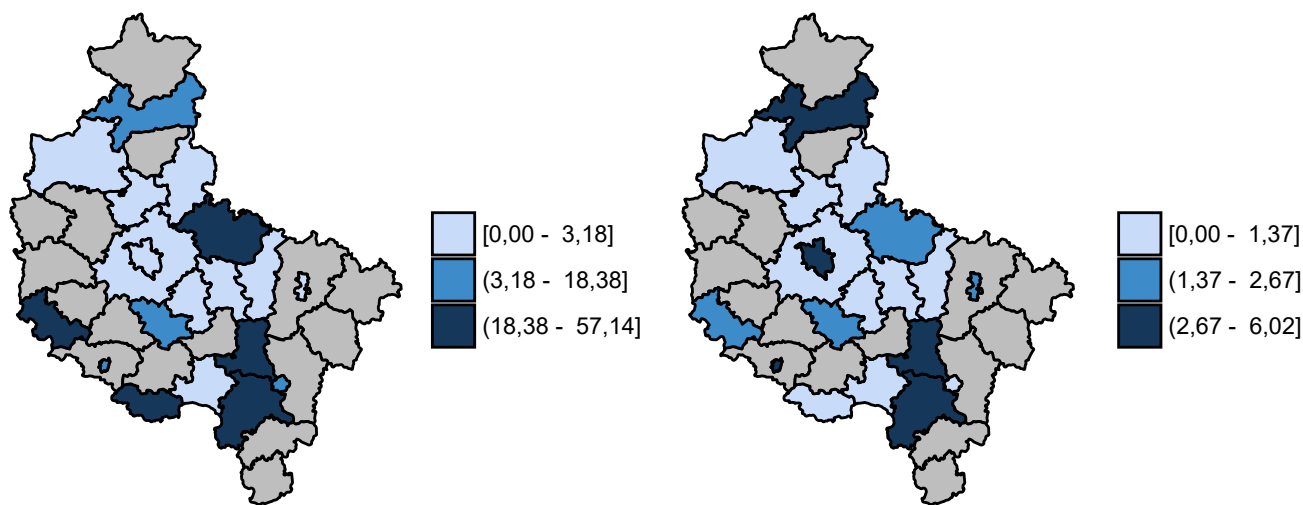 [0,00 - 3,18]
(3,18 - 18,38]
(18,38 - 57,14]
[0,00 - 1,37]
(1,37 - 2,67]
(2,67 - 6,02]